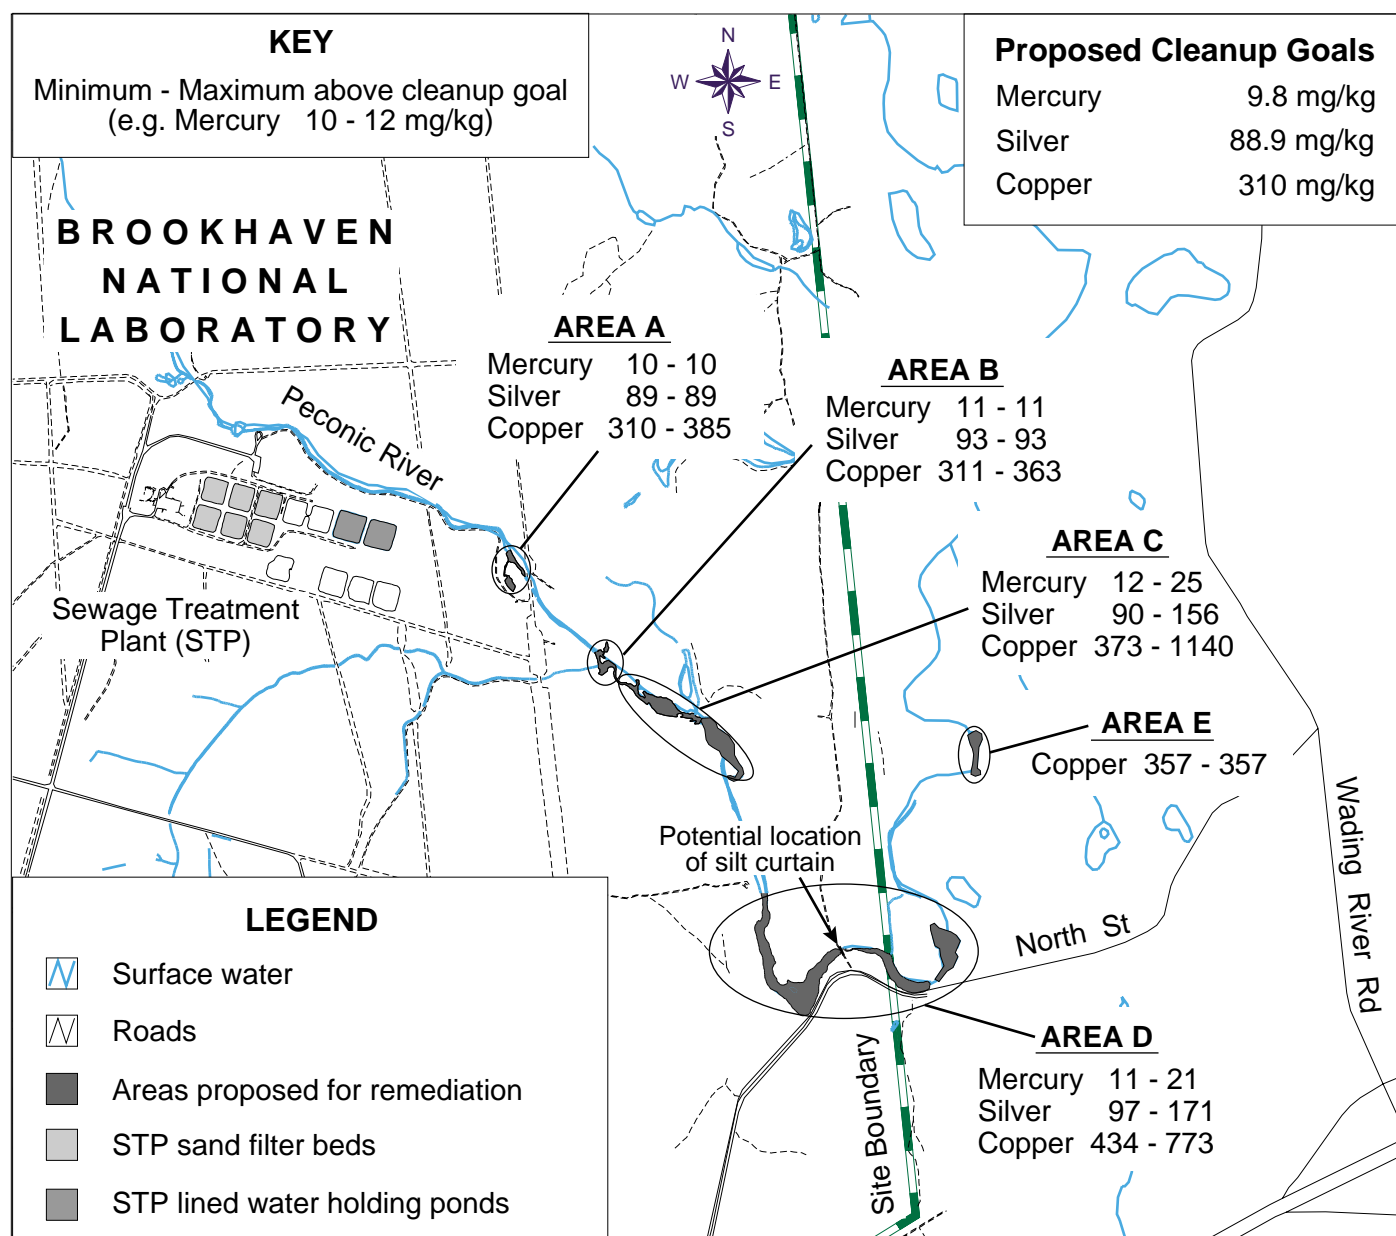 KEY
Minimum - Maximum above cleanup goal
(e.g. Mercury 10 - 12 mg/kg)
N
W E
S
Proposed Cleanup Goals
Mercury 9.8 mg/kg
Silver 88.9 mg/kg
Copper 310 mg/kg
BROOKHAVEN
NATIONAL
LABORATORY
AREA A
Mercury 10 - 10
Silver 89 - 89
Copper 310 - 385
AREA B
Mercury 11 - 11
Silver 93 - 93
Copper 311 - 363
Peconic River
AREA C
Mercury 12 - 25
Silver 90 - 156
Copper 373 - 1140
Sewage Treatment
Plant (STP)
AREA E
Copper 357 - 357
Wading River Rd
Potential location
of silt curtain
North St
Site Boundary
AREA D
Mercury 11 - 21
Silver 97 - 171
Copper 434 - 773
LEGEND
Surface water
Roads
Areas proposed for remediation
STP sand filter beds
STP lined water holding ponds